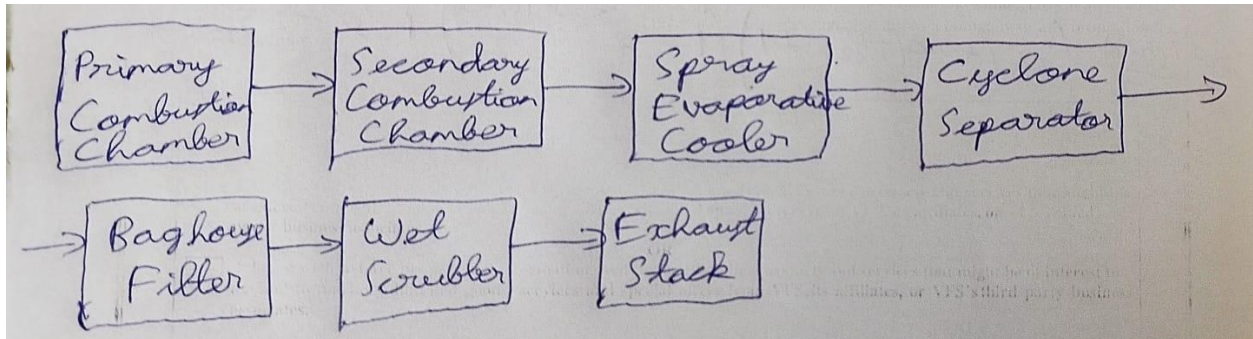 Primary
Combustion
Chamber
Secondary
Combustion
Chamber
Spray
Evaporative
Cooler
Cyclone
Separator
Baghouse
Filter
Wet
Scrubber
Exhaust
Stack